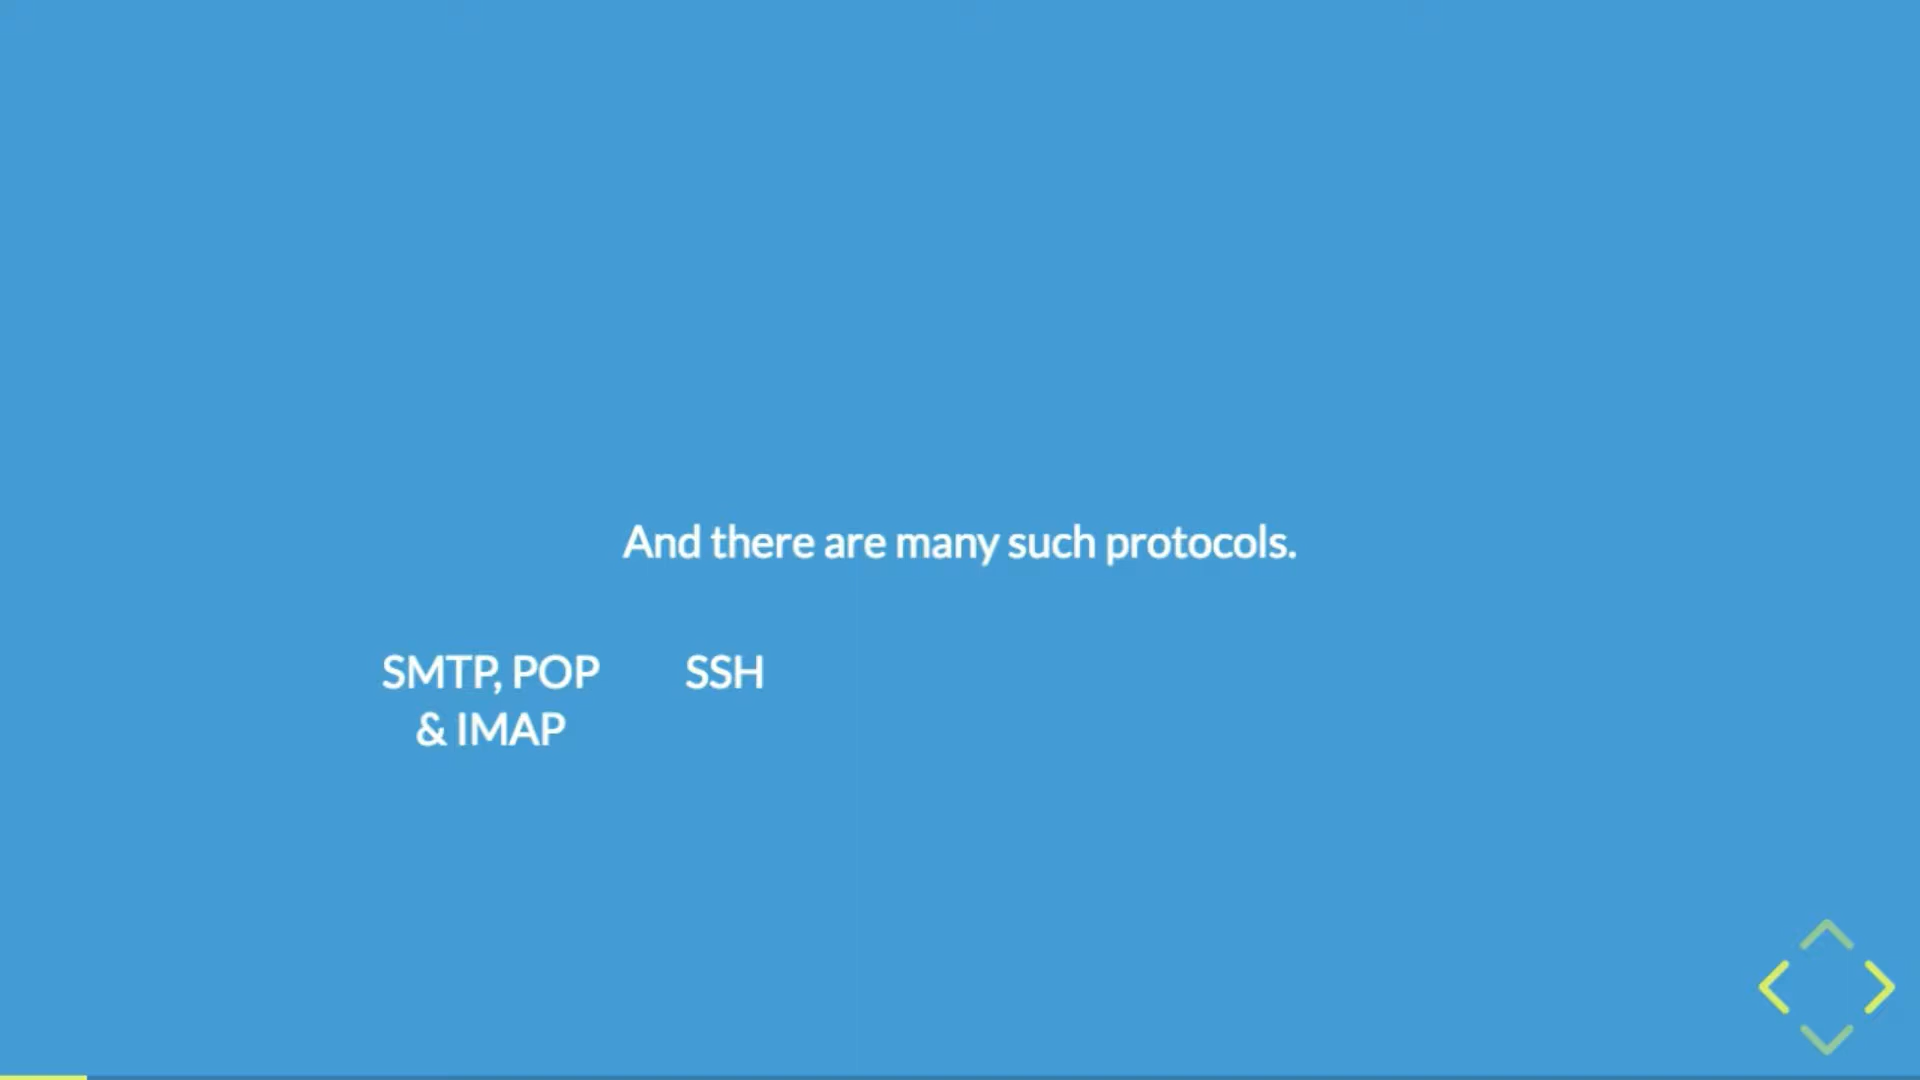 And there are many such protocols.
SMTP, POP
& IMAP
SSH